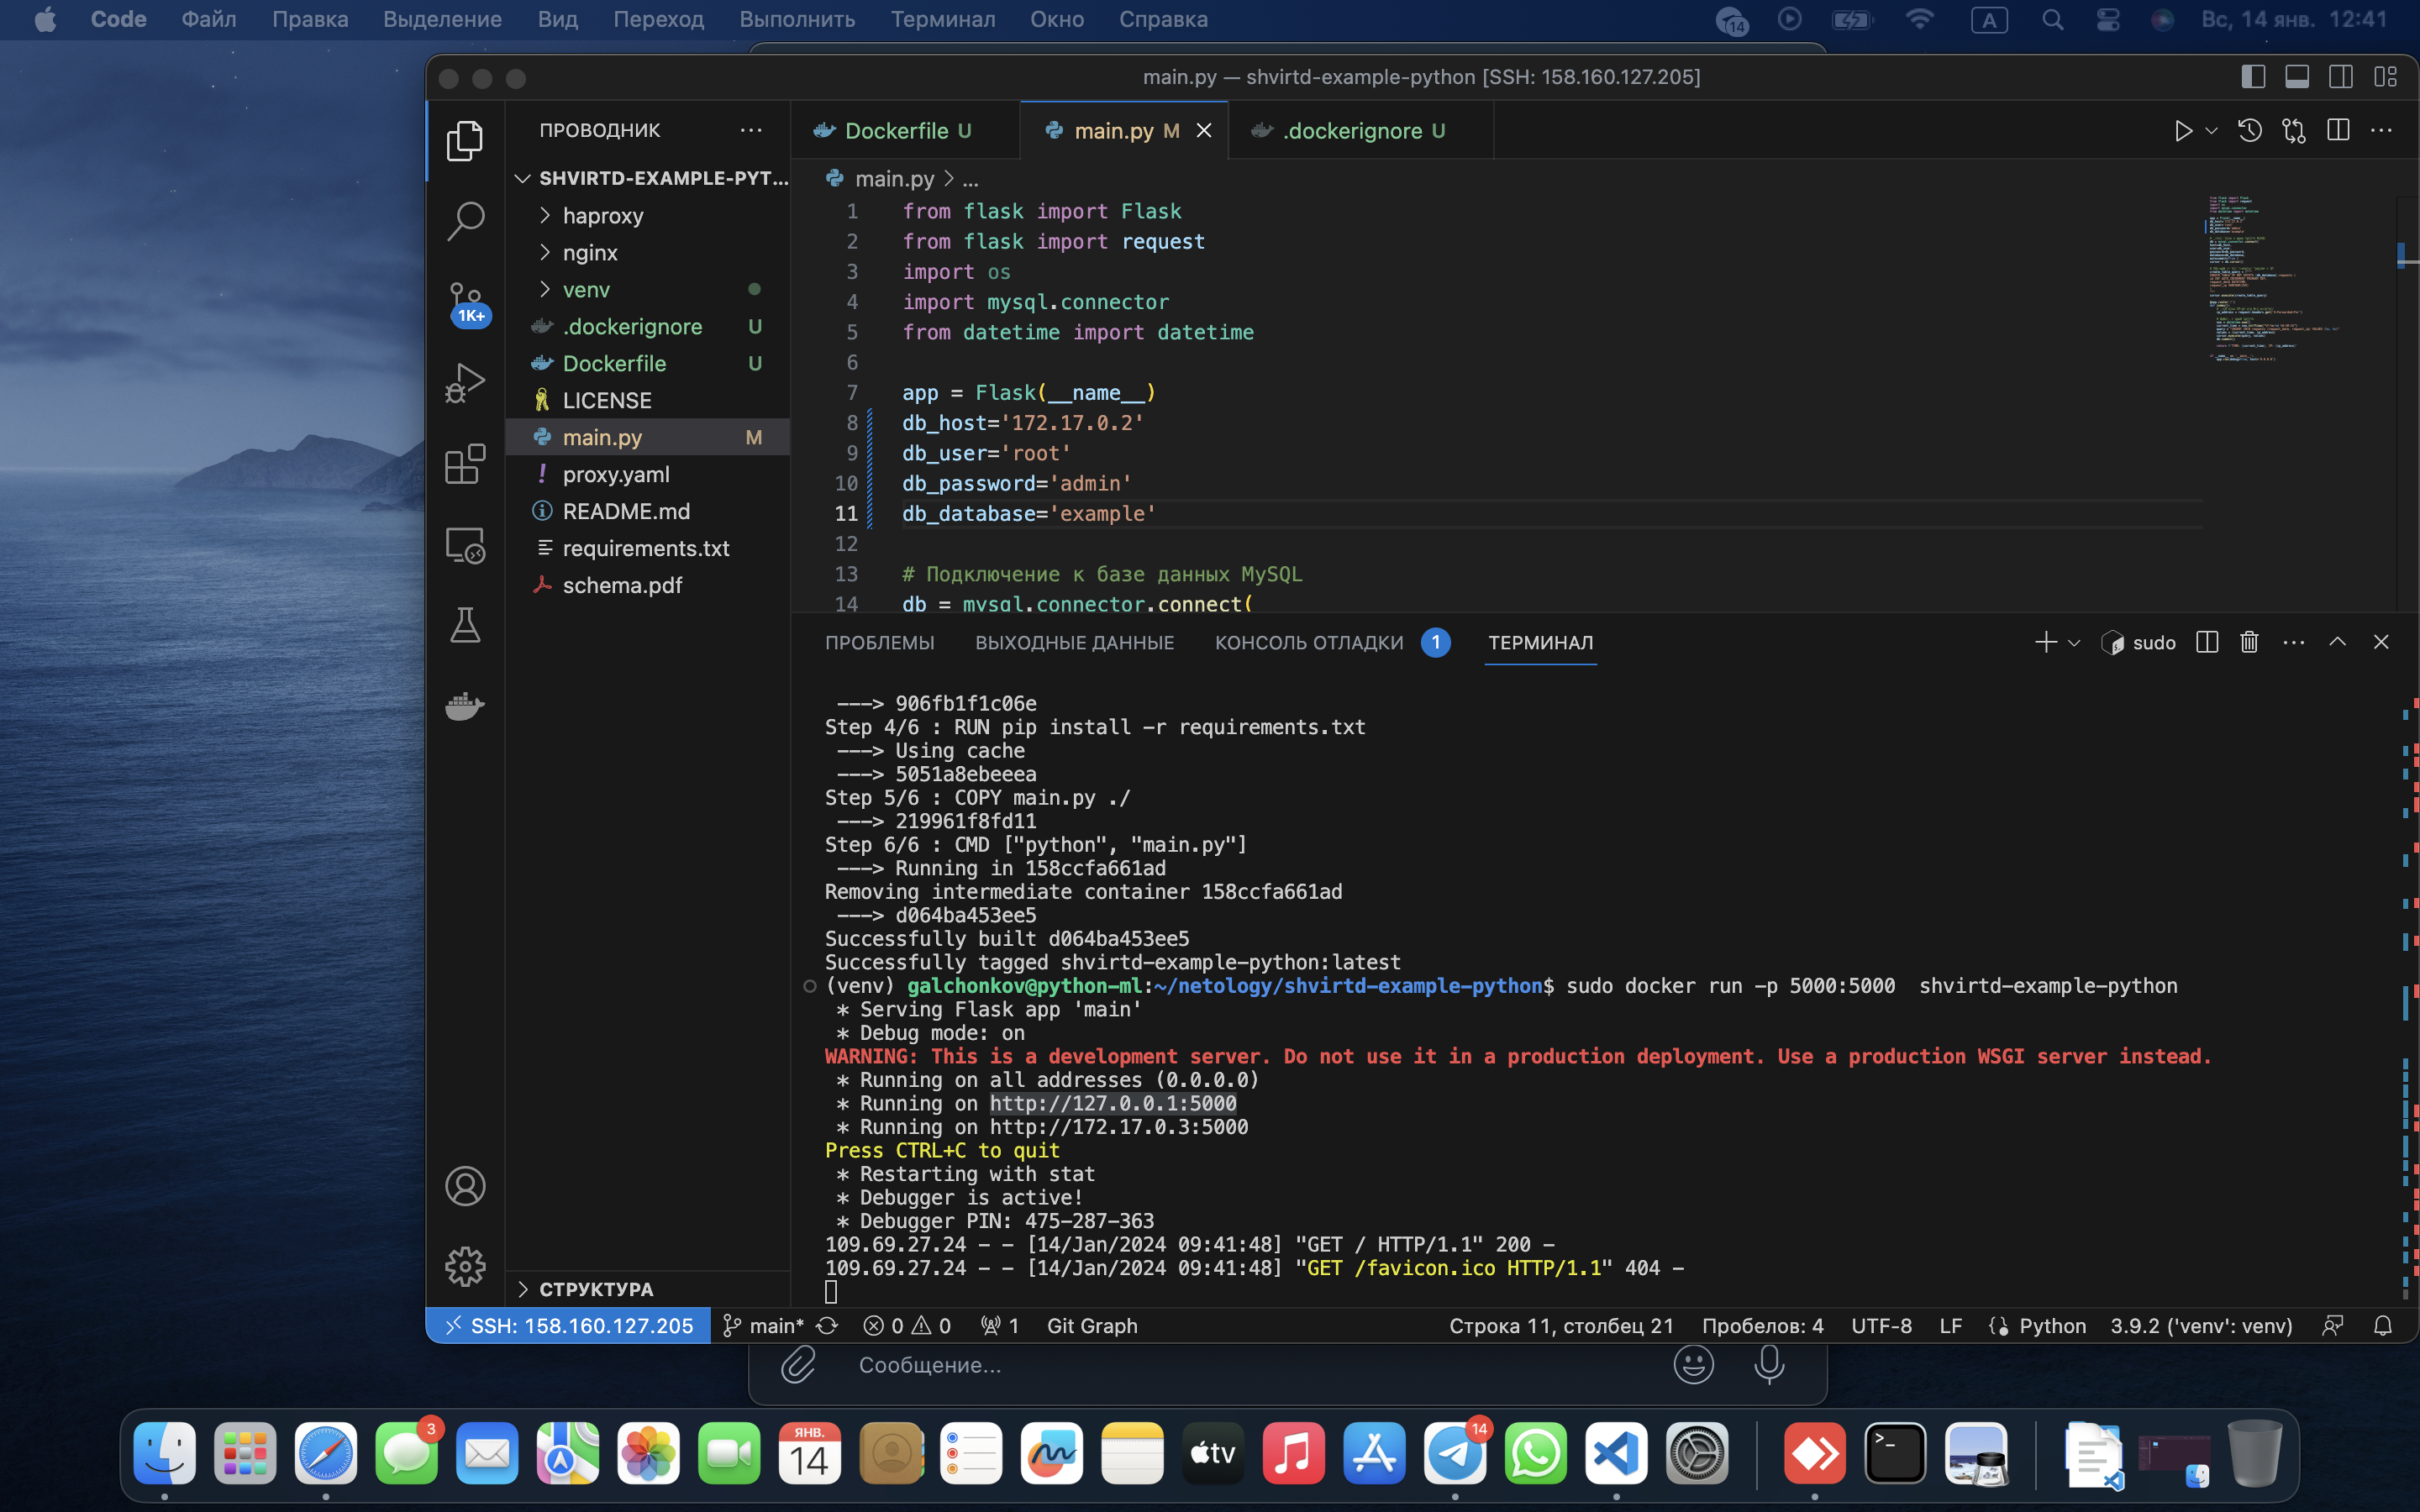 Code Файл Правка Выделение Вид Переход Выполнить Терминал Окно Справка 14 A Вс, 14 янв. 12:41
main.py — shvirtd-example-python [SSH: 158.160.127.205]
ПРОВОДНИК
SHVIRTD-EXAMPLE-PYT...
haproxy
nginx
venv
.dockerignore U
Dockerfile U
LICENSE
main.py M
proxy.yaml
README.md
requirements.txt
schema.pdf
СТРУКТУРА
1K+
Dockerfile U main.py M .dockerignore U
main.py > ...
1 from flask import Flask
2 from flask import request
3 import os
4 import mysql.connector
5 from datetime import datetime
6
7 app = Flask(__name__)
8 db_host='172.17.0.2'
9 db_user='root'
10 db_password='admin'
11 db_database='example'
12
13 # Подключение к базе данных MySQL
14 db = mysql.connector.connect(
ПРОБЛЕМЫ ВЫХОДНЫЕ ДАННЫЕ КОНСОЛЬ ОТЛАДКИ 1 ТЕРМИНАЛ sudo
---> 906fb1f1c06e
Step 4/6 : RUN pip install -r requirements.txt
---> Using cache
---> 5051a8ebeeea
Step 5/6 : COPY main.py ./
---> 219961f8fd11
Step 6/6 : CMD ["python", "main.py"]
---> Running in 158ccfa661ad
Removing intermediate container 158ccfa661ad
---> d064ba453ee5
Successfully built d064ba453ee5
Successfully tagged shvirtd-example-python:latest
(venv) galchonkov@python-ml:~/netology/shvirtd-example-python$ sudo docker run -p 5000:5000  shvirtd-example-python
* Serving Flask app 'main'
* Debug mode: on
WARNING: This is a development server. Do not use it in a production deployment. Use a production WSGI server instead.
* Running on all addresses (0.0.0.0)
* Running on http://127.0.0.1:5000
* Running on http://172.17.0.3:5000
Press CTRL+C to quit
* Restarting with stat
* Debugger is active!
* Debugger PIN: 475-287-363
109.69.27.24 - - [14/Jan/2024 09:41:48] "GET / HTTP/1.1" 200 -
109.69.27.24 - - [14/Jan/2024 09:41:48] "GET /favicon.ico HTTP/1.1" 404 -
SSH: 158.160.127.205 main* 0 0 1 Git Graph Строка 11, столбец 21 Пробелов: 4 UTF-8 LF Python 3.9.2 ('venv': venv)
Сообщение...
3 ЯНВ. 14 tv 14